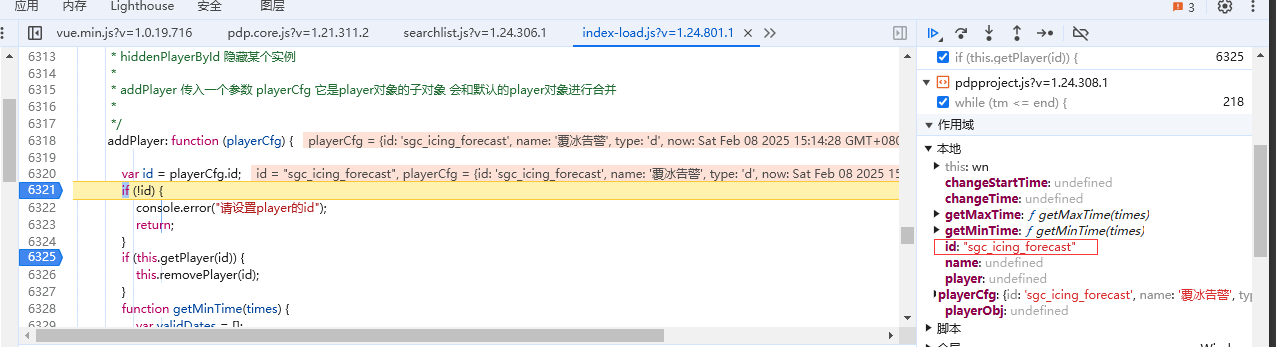 应用 内存 Lighthouse 安全 图层 3
vue.min.js?v=1.0.19.716 pdp.core.js?v=1.21.311.2 searchlist.js?v=1.24.306.1 index-load.js?v=1.24.801.1
6313 * hiddenPlayerById 隐藏某个实例
6314 *
6315 * addPlayer 传入一个参数 playerCfg 它是player对象的子对象 会和默认的player对象进行合并
6316 *
6317 */
6318 addPlayer: function (playerCfg) { playerCfg = {id: 'sgc_icing_forecast', name: '覆冰告警', type: 'd', now: Sat Feb 08 2025 15:14:28 GMT+080
6319
6320 var id = playerCfg.id; id = "sgc_icing_forecast", playerCfg = {id: 'sgc_icing_forecast', name: '覆冰告警', type: 'd', now: Sat Feb 08 2025 15
6321 if (!id) {
6322 console.error("请设置player的id");
6323 return;
6324 }
6325 if (this.getPlayer(id)) {
6326 this.removePlayer(id);
6327 }
6328 function getMinTime(times) {
6329 var validDates = [];
if (this.getPlayer(id)) { 6325
pdpproject.js?v=1.24.308.1
while (tm <= end) { 218
作用域
本地
this: wn
changeStartTime: undefined
changeTime: undefined
getMaxTime: ƒ getMaxTime(times)
getMinTime: ƒ getMinTime(times)
id: "sgc_icing_forecast"
name: undefined
player: undefined
playerCfg: {id: 'sgc_icing_forecast', name: '覆冰告警', ty
playerObj: undefined
脚本
全局